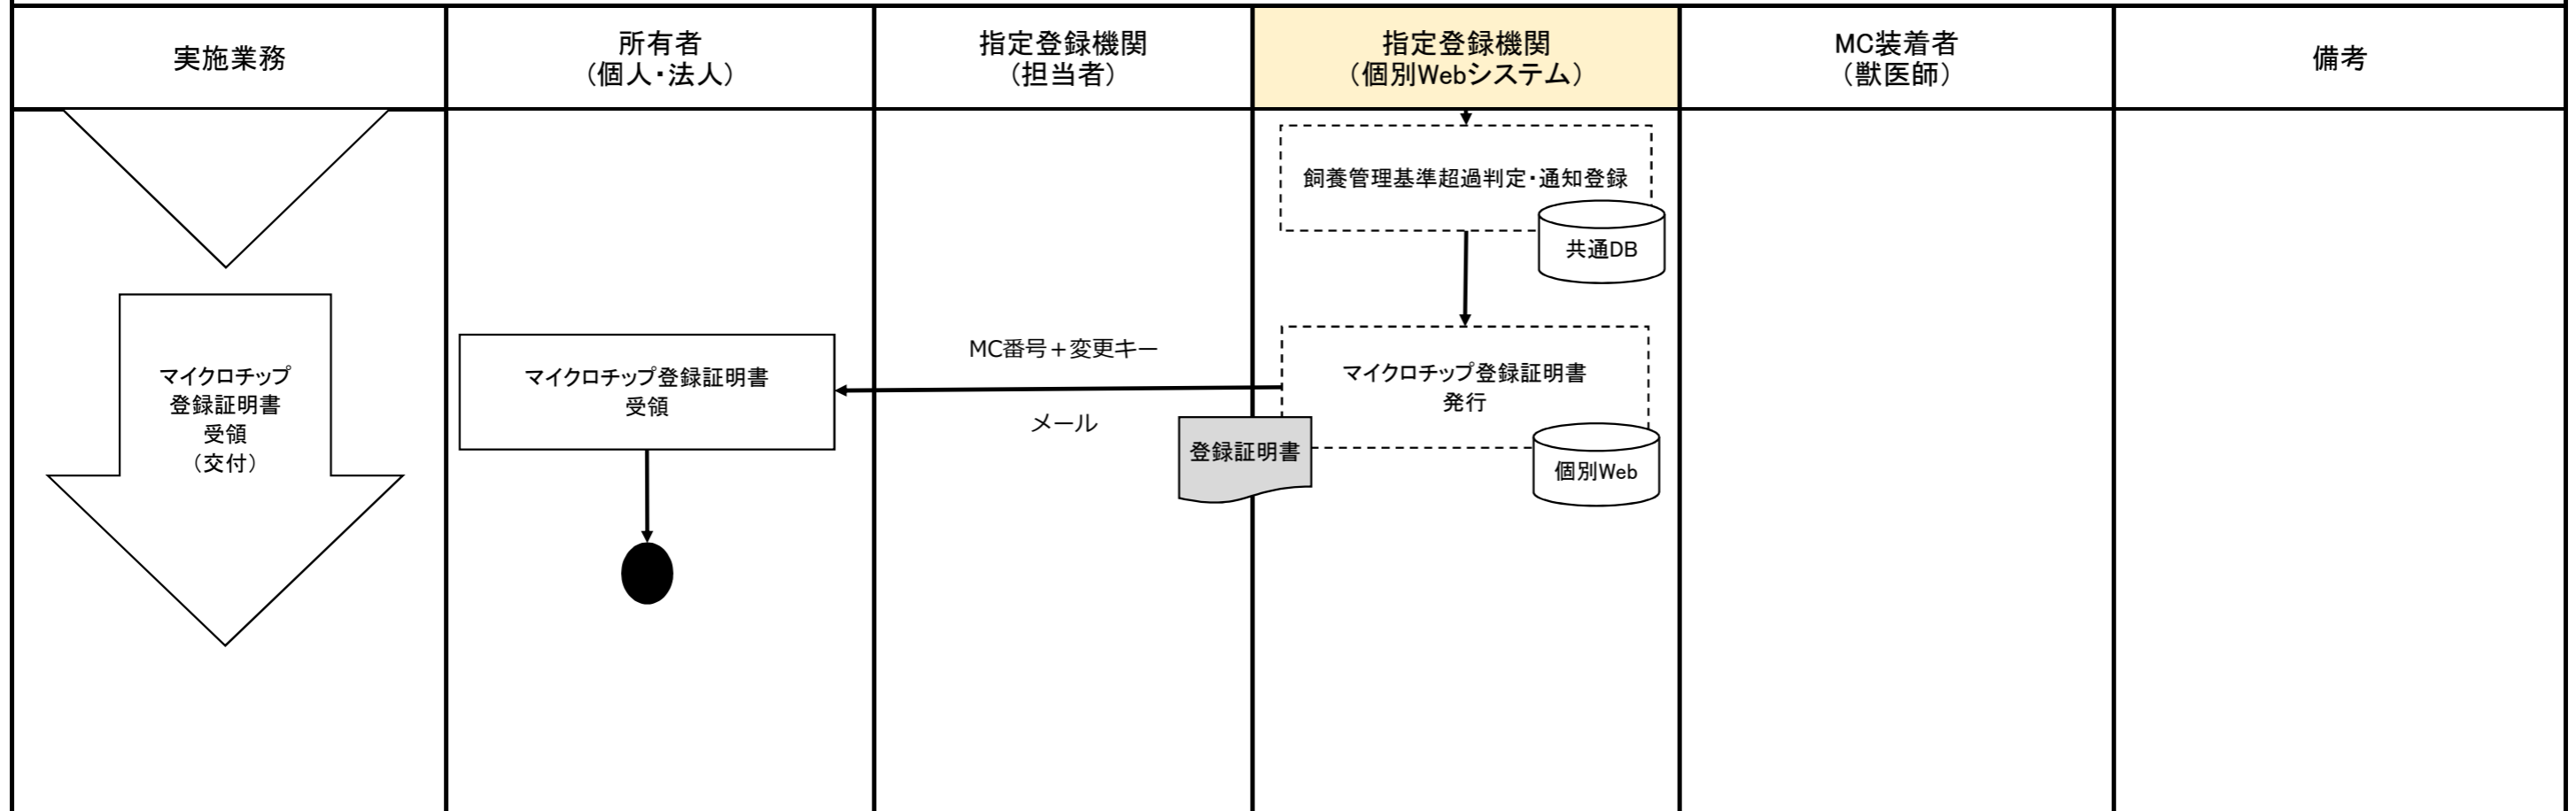 実施業務
所有者
（個人・法人）
指定登録機関
（担当者）
指定登録機関
（個別Webシステム）
MC装着者
（獣医師）
備考
飼養管理基準超過判定・通知登録
共通DB
マイクロチップ
登録証明書
受領
（交付）
マイクロチップ登録証明書
受領
MC番号＋変更キー
メール
マイクロチップ登録証明書
発行
登録証明書
個別Web